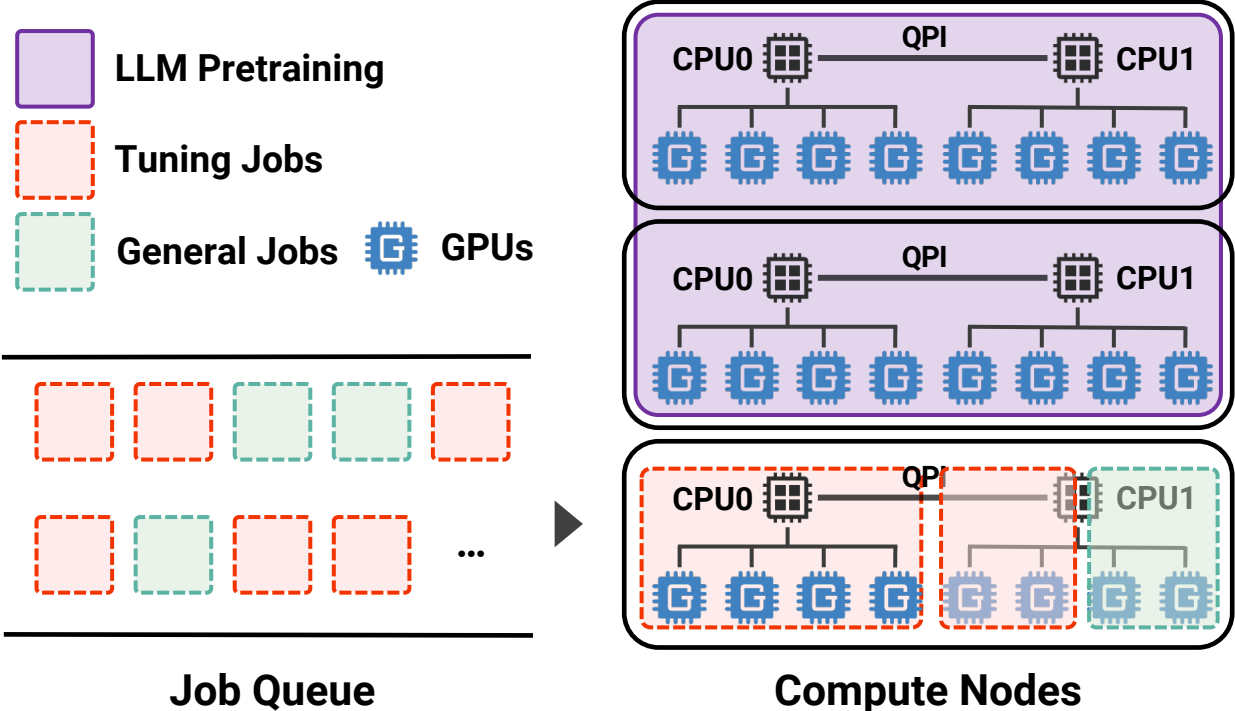 LLM Pretraining
Tuning Jobs
General Jobs
GPUs
...
Job Queue
QPI
CPU0
CPU1
QPI
CPU0
CPU1
QPI
CPU0
CPU1
Compute Nodes